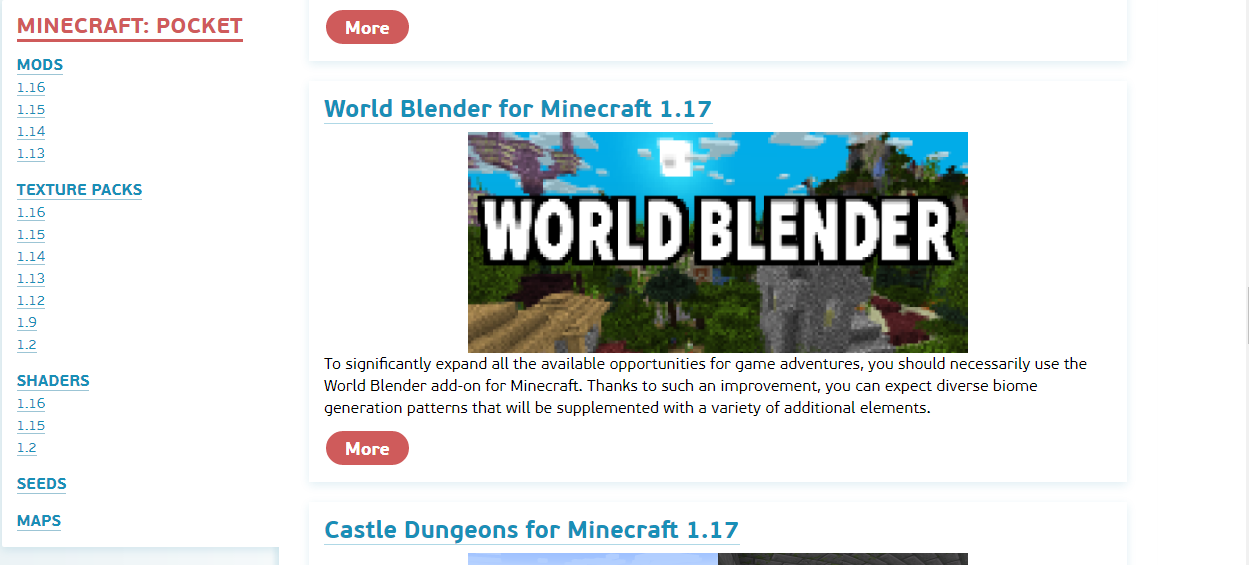 MINECRAFT: POCKET
MODS
1.16
1.15
1.14
1.13
TEXTURE PACKS
1.16
1.15
1.14
1.13
1.12
1.9
1.2
SHADERS
1.16
1.15
1.2
SEEDS
MAPS
More
World Blender for Minecraft 1.17
WORLD BLENDER
To significantly expand all the available opportunities for game adventures, you should necessarily use the
World Blender add-on for Minecraft. Thanks to such an improvement, you can expect diverse biome
generation patterns that will be supplemented with a variety of additional elements.
More
Castle Dungeons for Minecraft 1.17